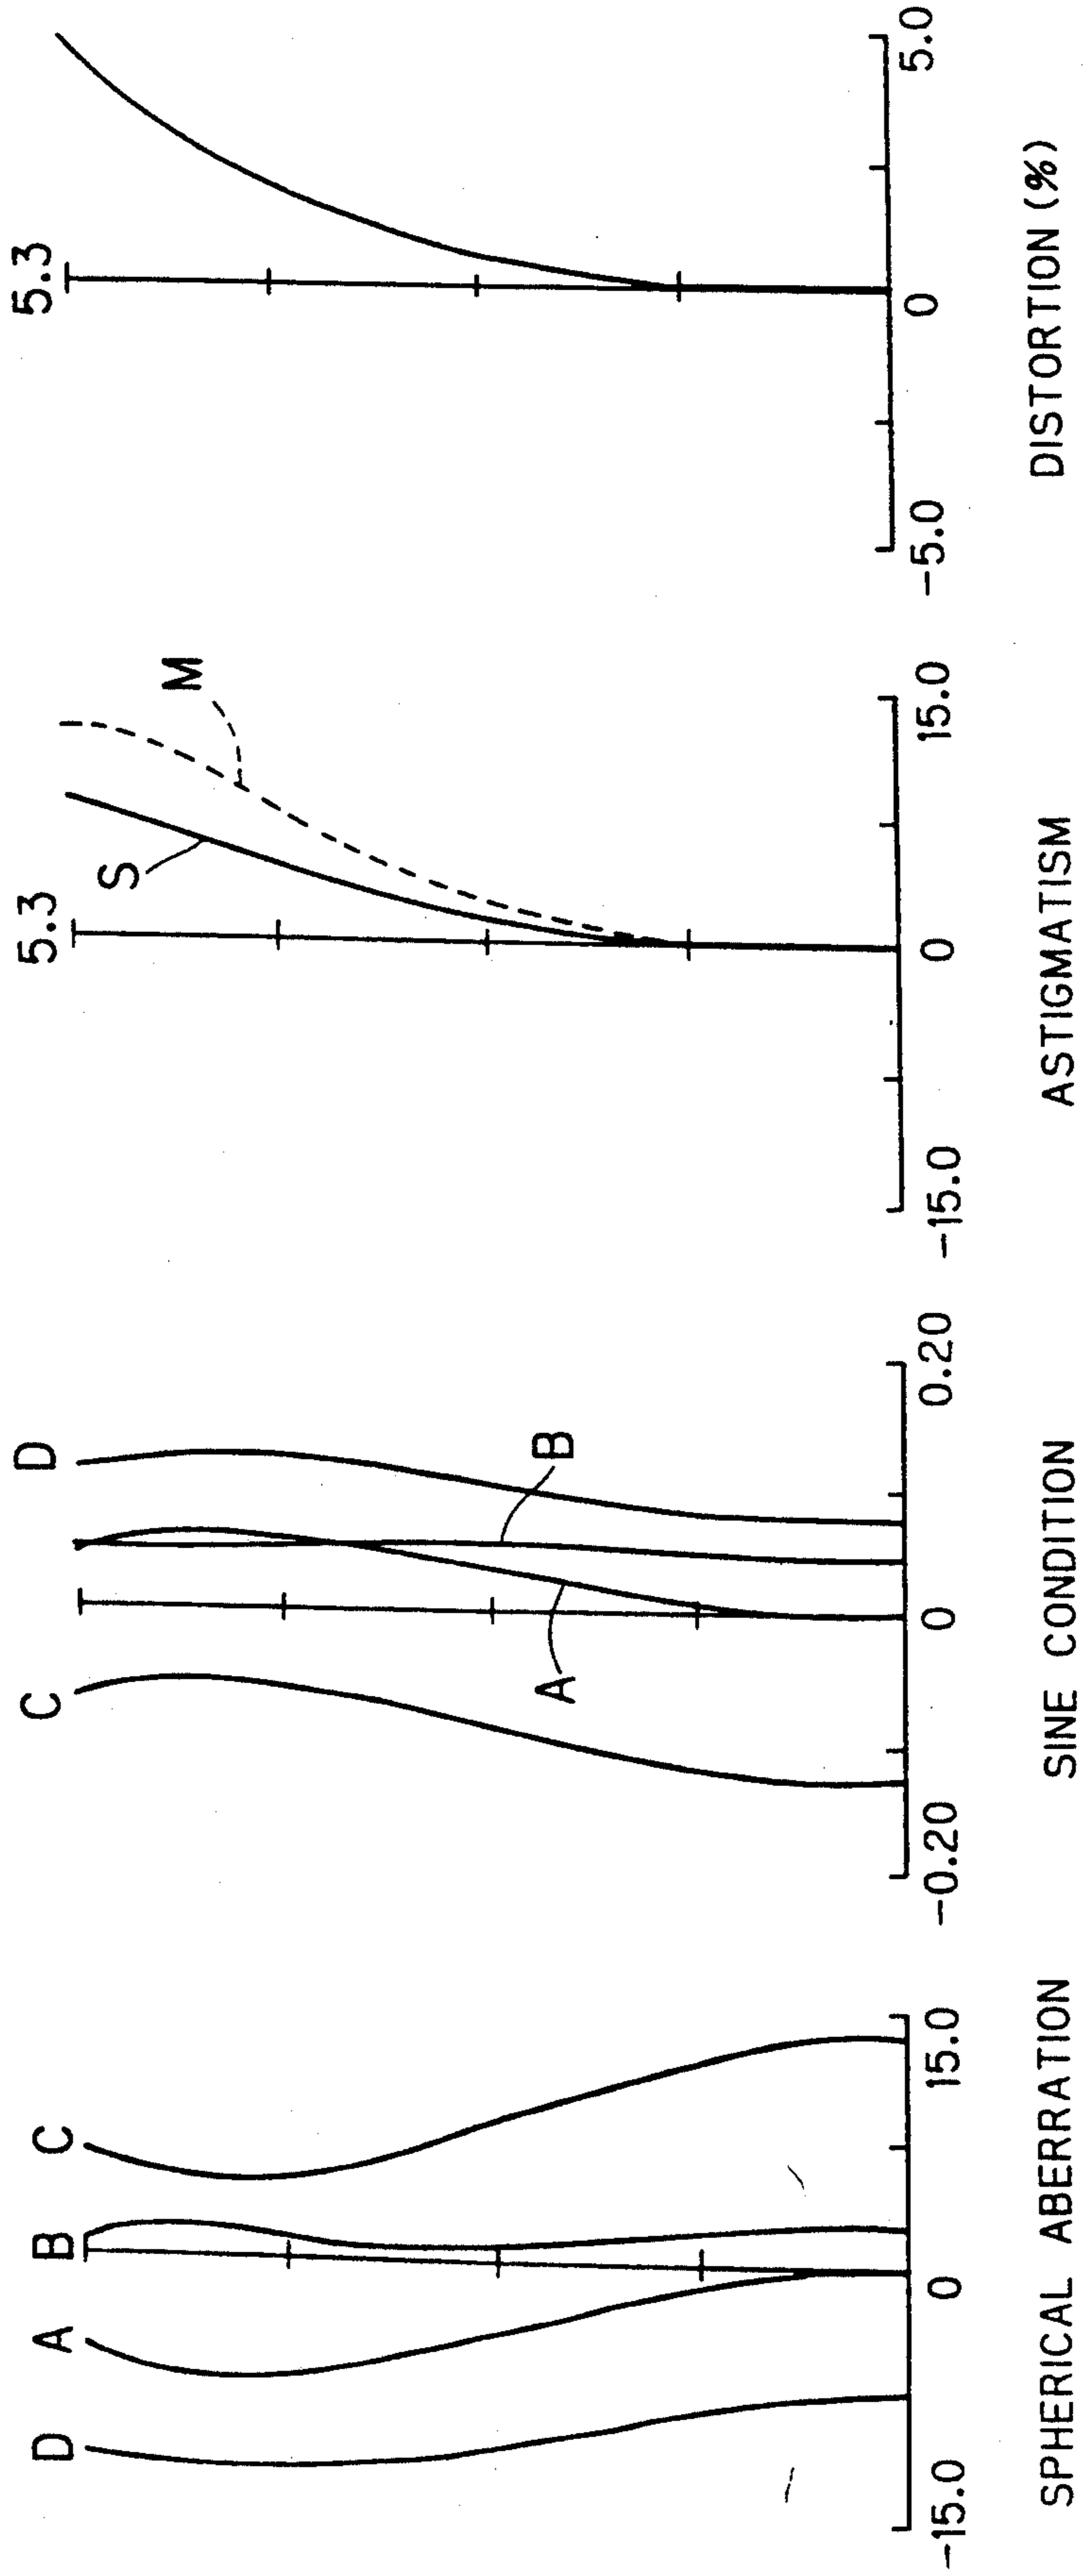 D A B C
-15.0 0 15.0
SPHERICAL ABERRATION
C D
A B
-0.20 0 0.20
SINE CONDITION
5.3
S M
-15.0 0 15.0
ASTIGMATISM
5.3
-5.0 0 5.0
DISTORTION (%)